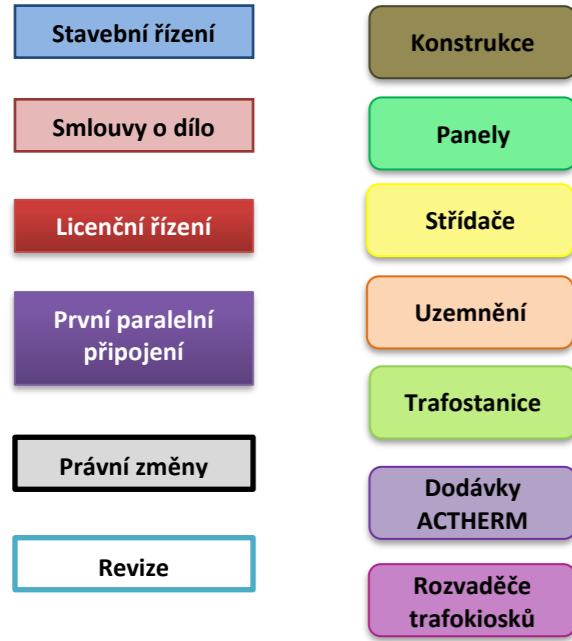 Stavební řízení
Smlouvy o dílo
Licenční řízení
První paralelní
připojení
Právní změny
Revize
Konstrukce
Panely
Střídače
Uzemnění
Trafostanice
Dodávky
ACTHERM
Rozvaděče
trafokiosků